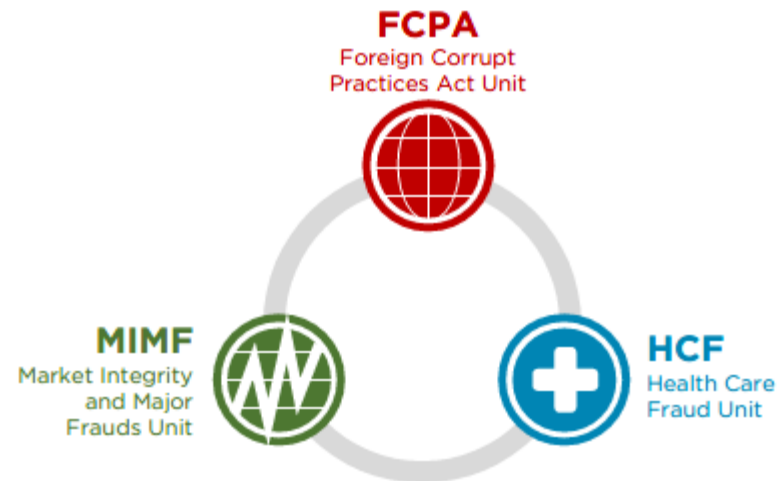 FCPA
Foreign Corrupt
Practices Act Unit
MIMF
Market Integrity
and Major
Frauds Unit
HCF
Health Care
Fraud Unit